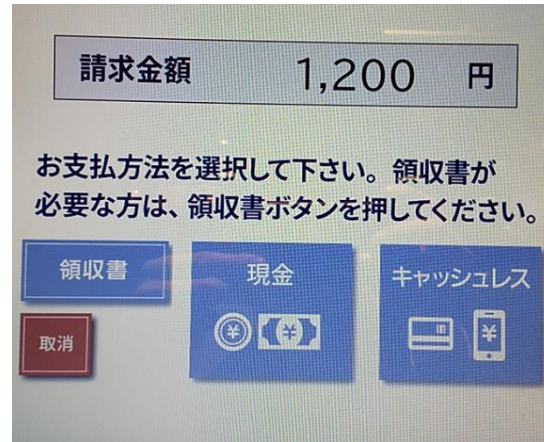 請求金額 1,200 円
お支払方法を選択して下さい。領収書が
必要な方は、領収書ボタンを押してください。
領収書
現金
キャッシュレス
取消